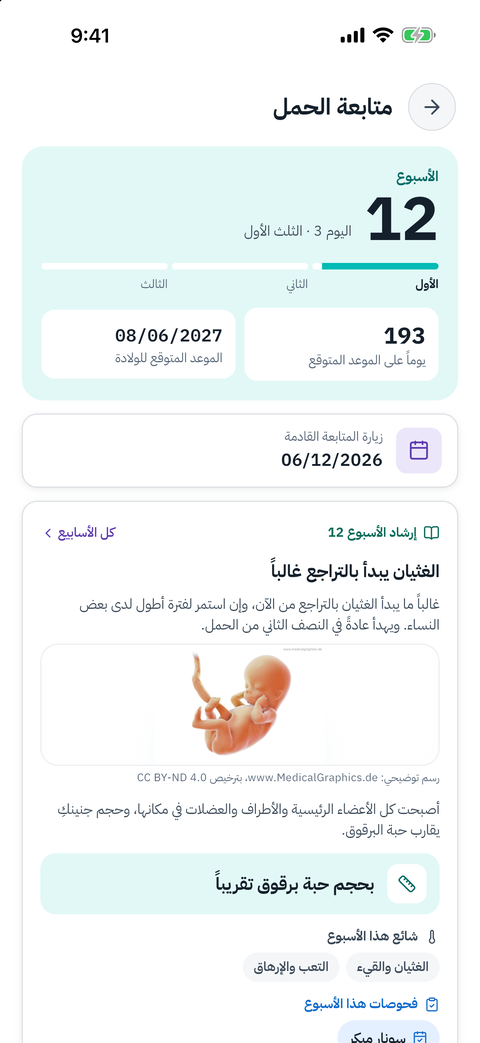 9:41
متابعة الحمل
الأسبوع
12
اليوم 3 · الثلث الأول
الأول
الثاني
الثالث
193
يوماً على الموعد المتوقع
08/06/2027
الموعد المتوقع للولادة
زيارة المتابعة القادمة
06/12/2026
إرشاد الأسبوع 12
كل الأسابيع
الغثيان يبدأ بالتراجع غالباً
غالباً ما يبدأ الغثيان بالتراجع من الآن، وإن استمر لفترة أطول لدى بعض
النساء. ويهدأ عادةً في النصف الثاني من الحمل.
www.medicalgraphics.de
رسم توضيحي: www.MedicalGraphics.de، بترخيص CC BY-ND 4.0
أصبحت كل الأعضاء الرئيسية والأطراف والعضلات في مكانها، وحجم جنينكِ
يقارب حبة البرقوق.
بحجم حبة برقوق تقريباً
شائع هذا الأسبوع
الغثيان والقيء
التعب والإرهاق
فحوصات هذا الأسبوع
سونار مبكر